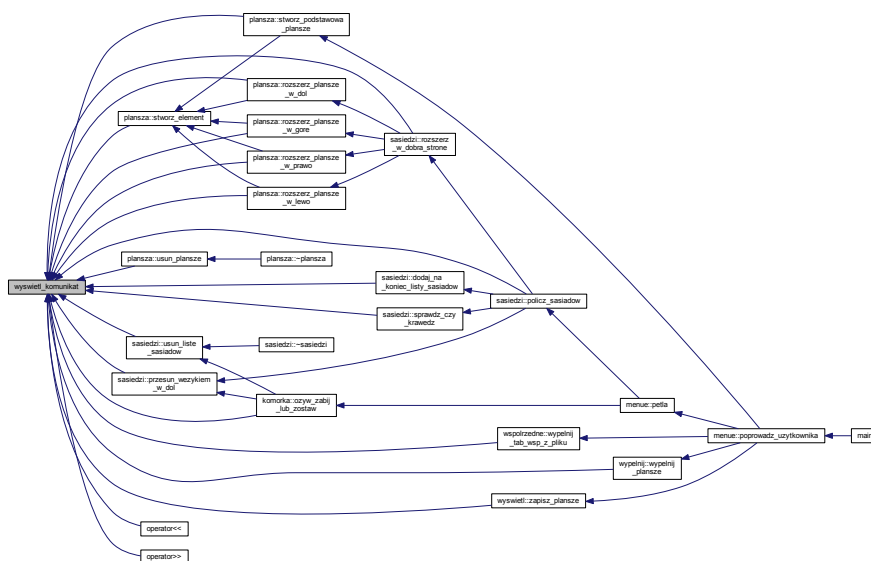 plansza::stworz_podstawowa
_plansze
plansza::rozszerz_plansze
_w_dol
plansza::stworz_element
plansza::rozszerz_plansze
_w_gore
sasiedzi::rozszerz
_w_dobra_strone
plansza::rozszerz_plansze
_w_prawo
plansza::rozszerz_plansze
_w_lewo
plansza::usun_plansze
plansza::~plansza
wyswietl_komunikat
sasiedzi::dodaj_na
_koniec_listy_sasiadow
sasiedzi::policz_sasiadow
sasiedzi::sprawdz_czy
_krawedz
sasiedzi::usun_liste
_sasiadow
sasiedzi::~sasiedzi
sasiedzi::przesun_wezykiem
_w_dol
komorka::ozyw_zabij
_lub_zostaw
menue::petla
wspolrzedne::wypelnij
_tab_wsp_z_pliku
menue::poprowadz_uzytkownika
main
wypelnij::wypelnij
_plansze
wyswietl::zapisz_plansze
operator<<
operator>>